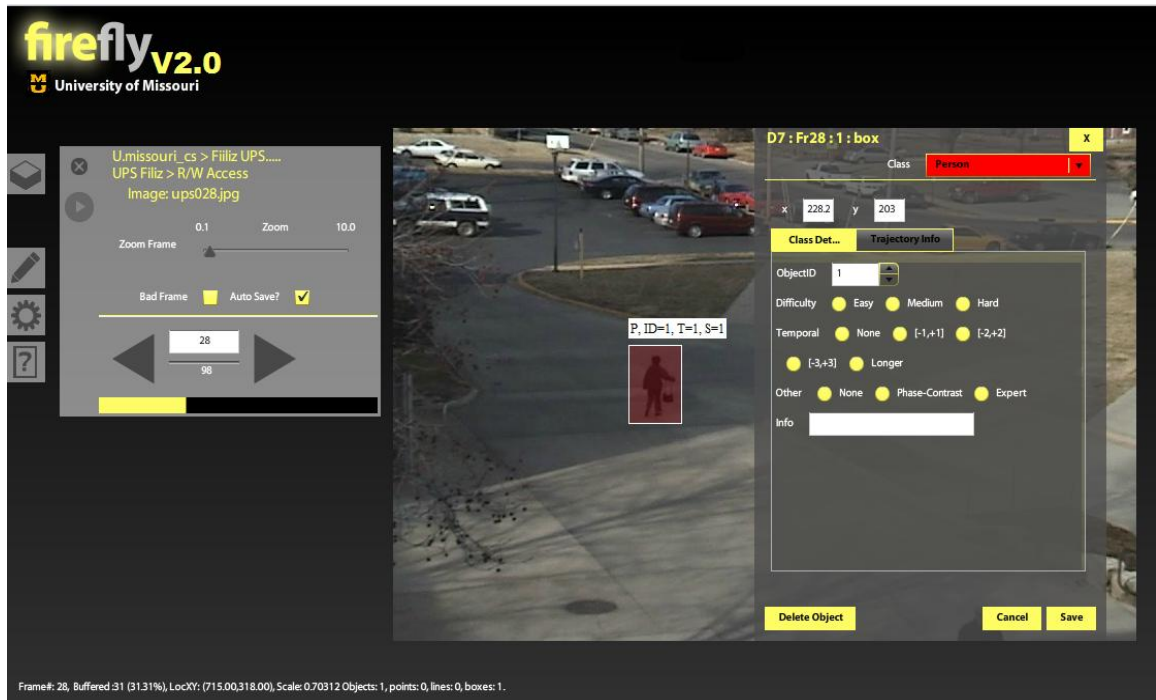 firefly V2.0
MU University of Missouri
U.missouri_cs > Fiiliz UPS.....
UPS Filiz > R/W Access
Image: ups028.jpg
0.1 Zoom 10.0
Zoom Frame
Bad Frame Auto Save?
28
98
?
P, ID=1, T=1, S=1
D7 : Fr28 : 1 : box X
Class Person
x 228.2 y 203
Class Det... Trajectory Info
ObjectID 1
Difficulty Easy Medium Hard
Temporal None [-1,+1] [-2,+2]
[-3,+3] Longer
Other None Phase-Contrast Expert
Info
Delete Object Cancel Save
Frame#: 28, Buffered :31 (31.31%), LocXY: (715.00,318.00), Scale: 0.70312 Objects: 1, points: 0, lines: 0, boxes: 1.